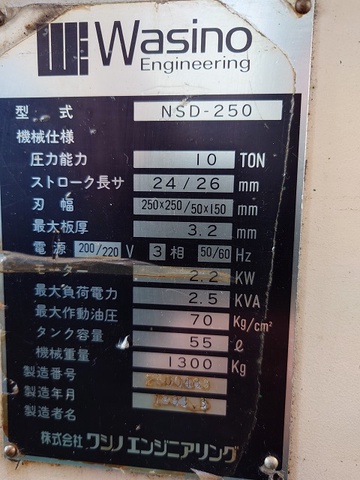 Wasino
Engineering
型式 NSD-250
機械仕様
圧力能力 10 TON
ストローク長サ 24/26 mm
刃幅 250×250/50×150 mm
最大板厚 3.2 mm
電源 200/220 V 3 相 50/60 Hz
モーター 2.2 KW
最大負荷電力 2.5 KVA
最大作動油圧 70 Kg/cm²
タンク容量 55 ℓ
機械重量 1300 Kg
製造番号
製造年月
製造者名
株式会社 ワシノ エンジニアリング